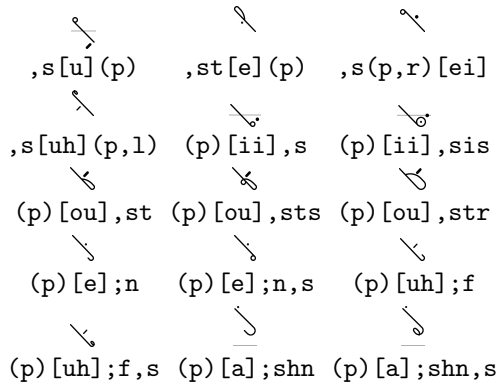 ,s[u](p) ,st[e](p) ,s(p,r)[ei]
,s[uh](p,l) (p)[ii],s (p)[ii],sis
(p)[ou],st (p)[ou],sts (p)[ou],str
(p)[e];n (p)[e];n,s (p)[uh];f
(p)[uh];f,s (p)[a];shn (p)[a];shn,s